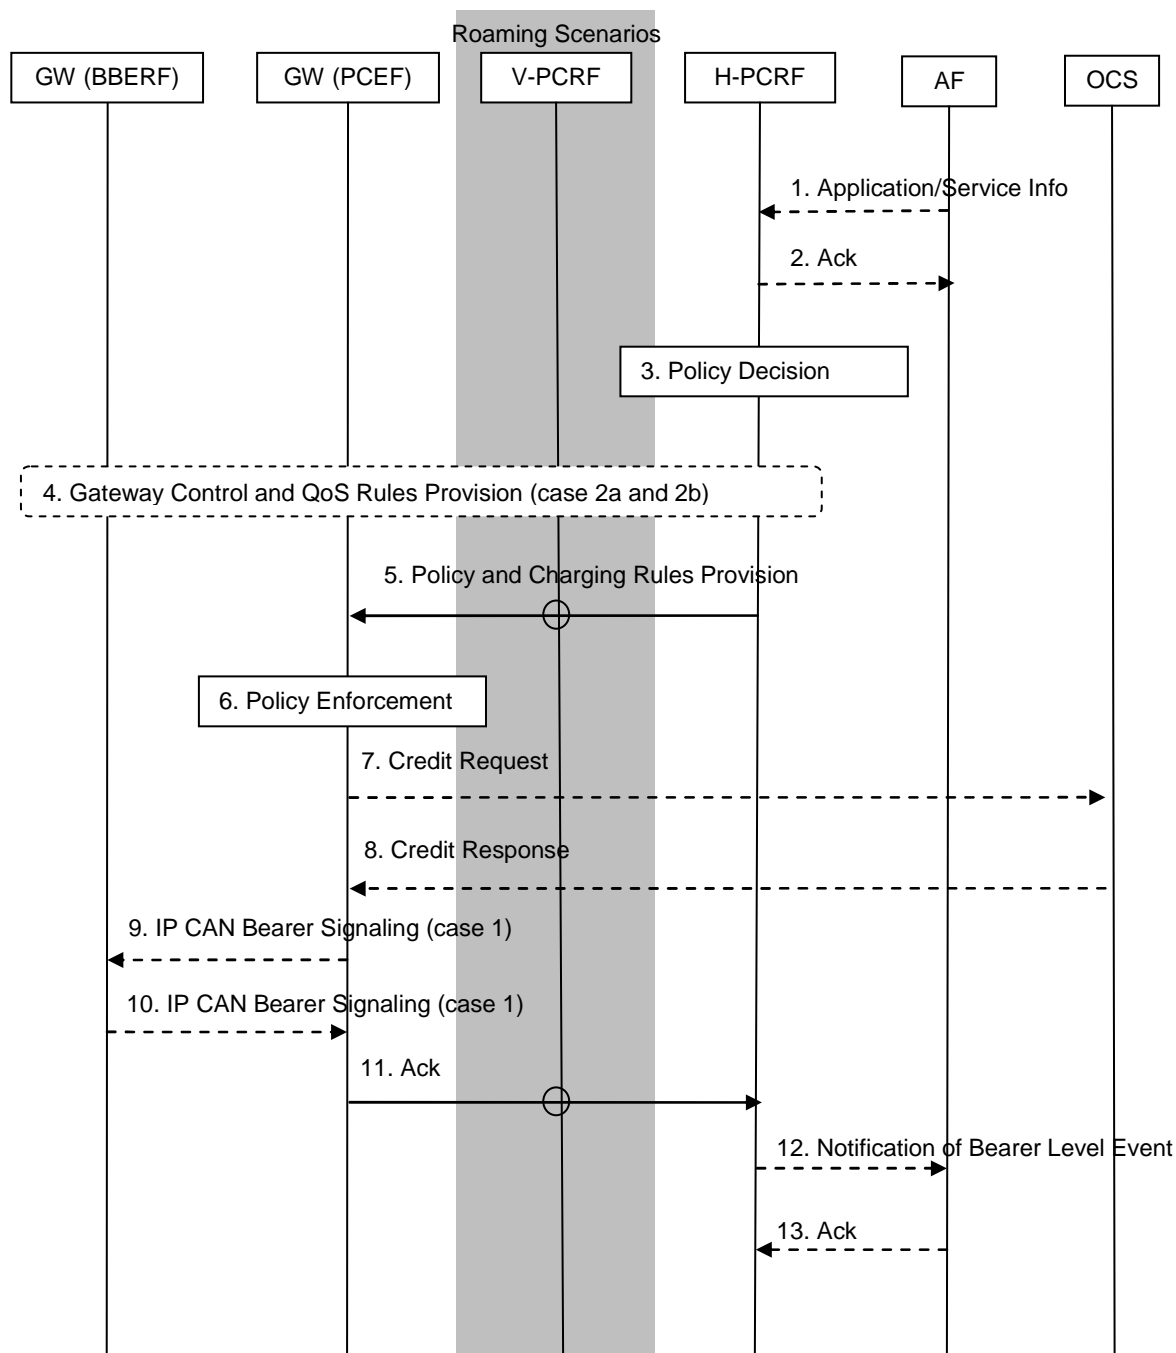 Roaming Scenarios
GW (BBERF)
GW (PCEF)
V-PCRF
H-PCRF
AF
OCS
1. Application/Service Info
2. Ack
3. Policy Decision
4. Gateway Control and QoS Rules Provision (case 2a and 2b)
5. Policy and Charging Rules Provision
6. Policy Enforcement
7. Credit Request
8. Credit Response
9. IP CAN Bearer Signaling (case 1)
10. IP CAN Bearer Signaling (case 1)
11. Ack
12. Notification of Bearer Level Event
13. Ack